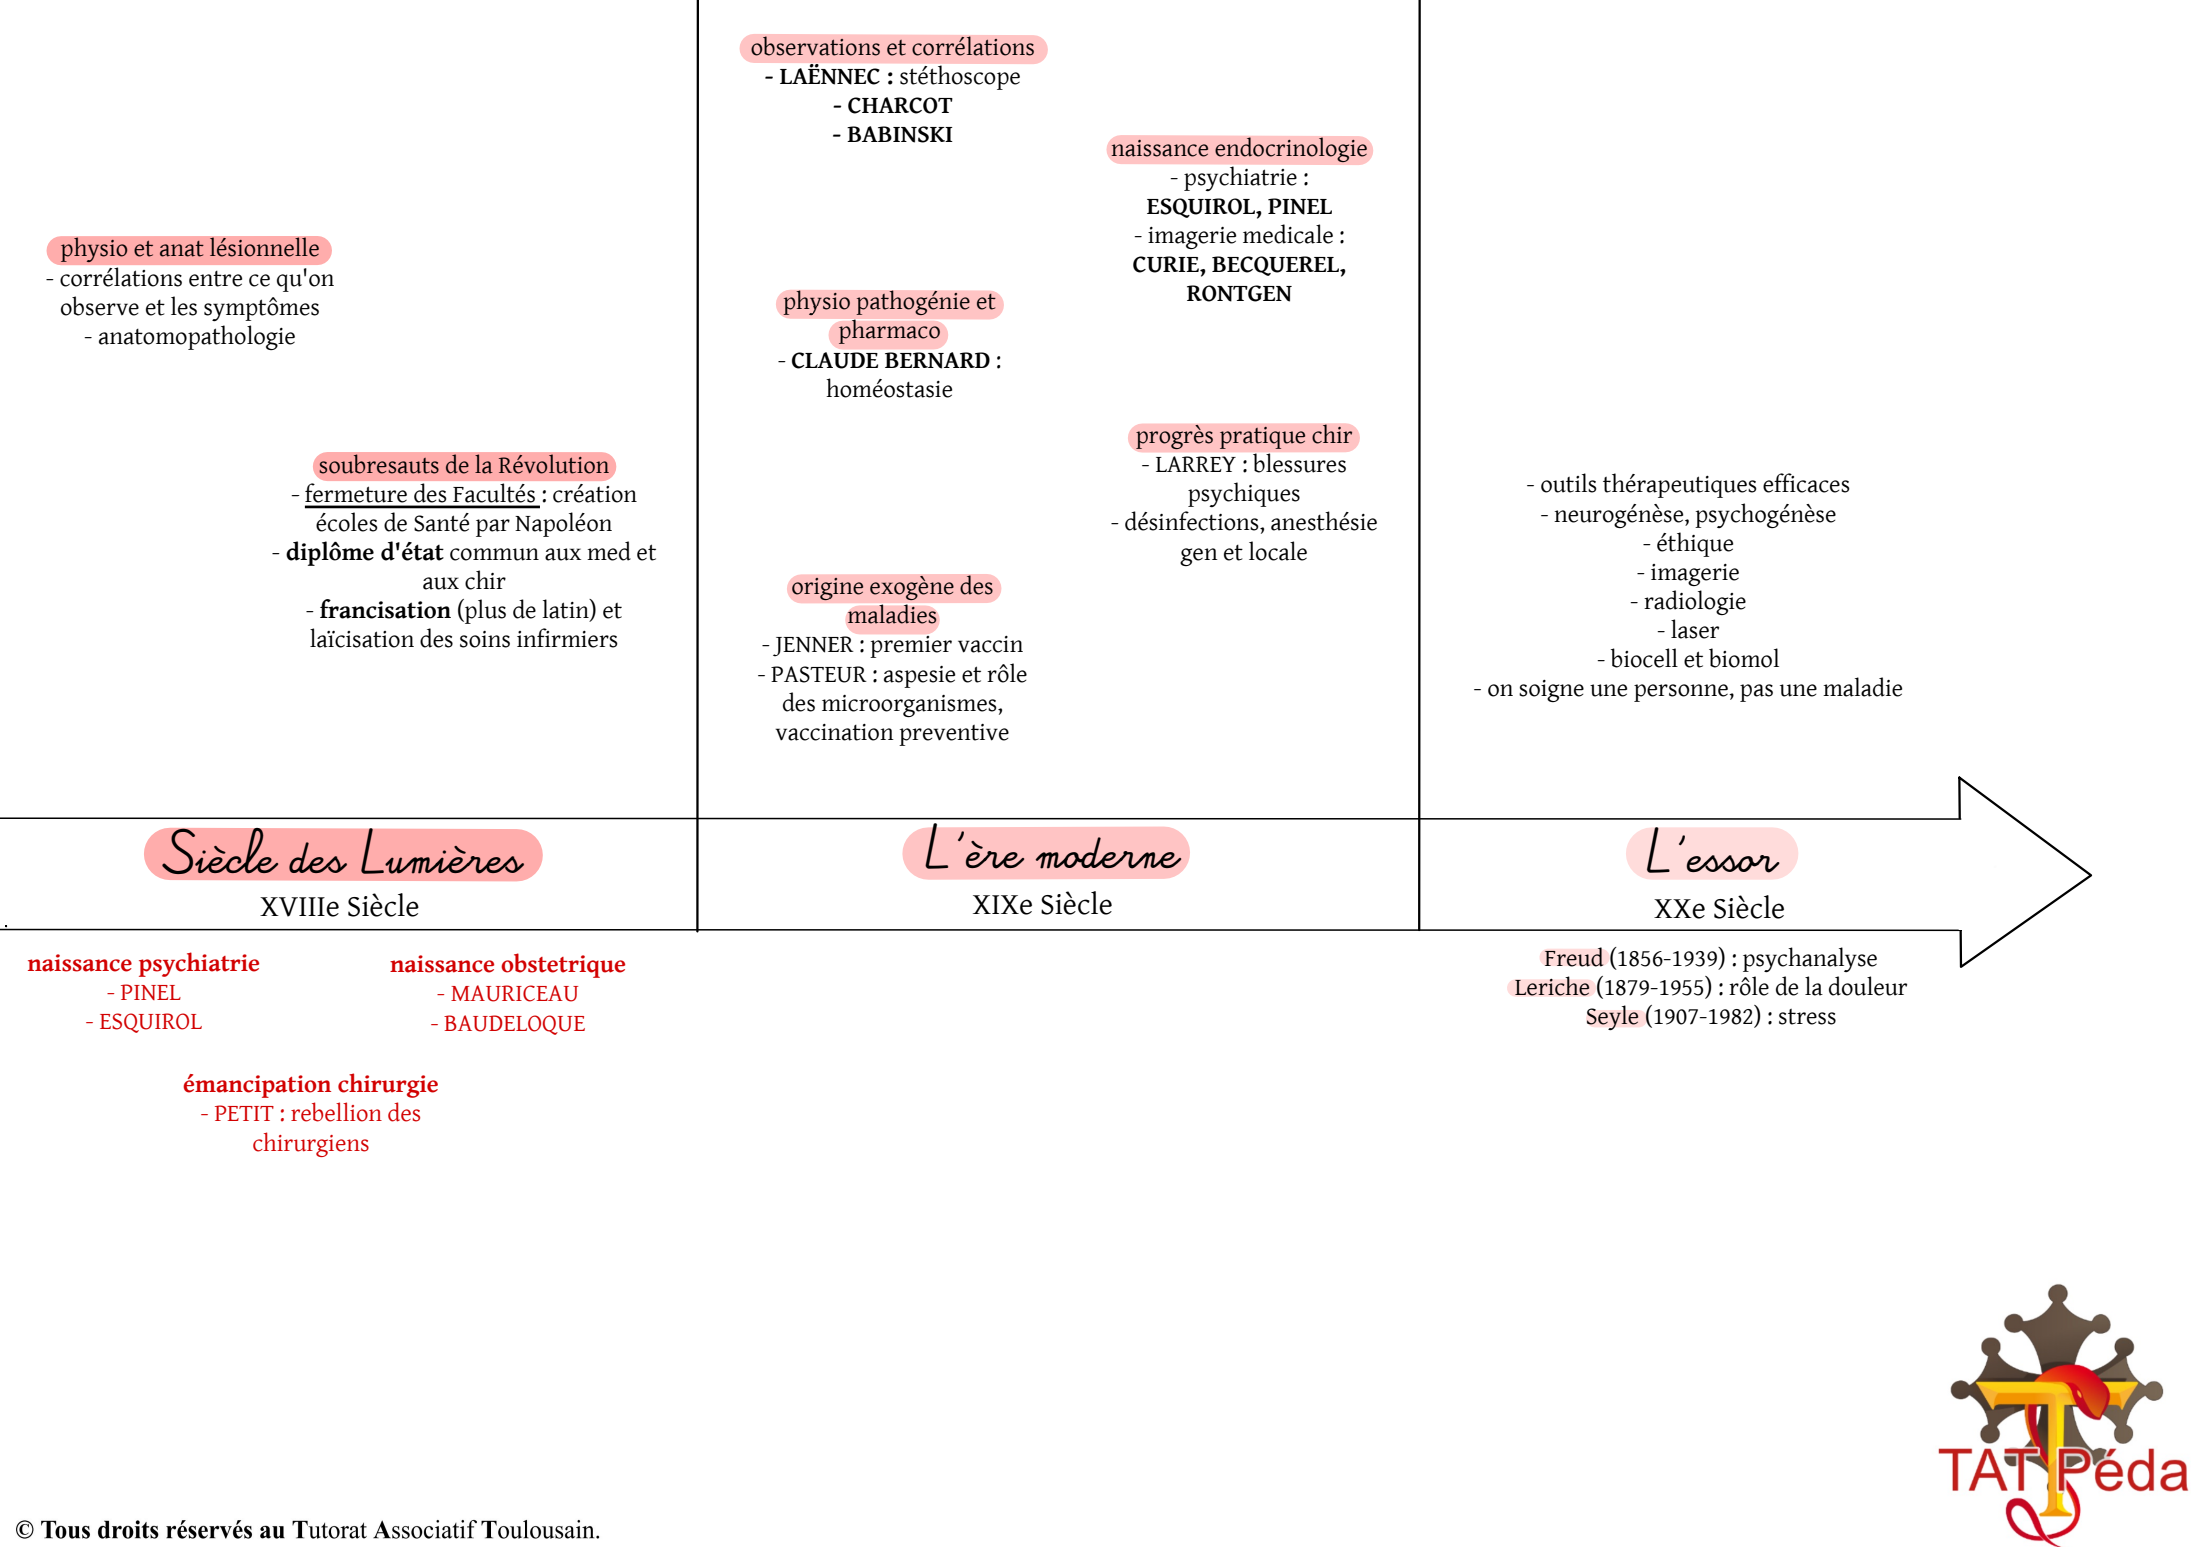 physio et anat lésionnelle
- corrélations entre ce qu'on
observe et les symptômes
- anatomopathologie
soubresauts de la Révolution
- fermeture des Facultés : création
écoles de Santé par Napoléon
- diplôme d'état commun aux med et
aux chir
- francisation (plus de latin) et
laïcisation des soins infirmiers
observations et corrélations
- LAËNNEC : stéthoscope
- CHARCOT
- BABINSKI
physio pathogénie et
pharmaco
- CLAUDE BERNARD :
homéostasie
origine exogène des
maladies
- JENNER : premier vaccin
- PASTEUR : aspesie et rôle
des microorganismes,
vaccination preventive
naissance endocrinologie
- psychiatrie :
ESQUIROL, PINEL
- imagerie medicale :
CURIE, BECQUEREL,
RONTGEN
progrès pratique chir
- LARREY : blessures
psychiques
- désinfections, anesthésie
gen et locale
- outils thérapeutiques efficaces
- neurogénèse, psychogénèse
- éthique
- imagerie
- radiologie
- laser
- biocell et biomol
- on soigne une personne, pas une maladie
Siècle des Lumières
XVIIIe Siècle
L'ère moderne
XIXe Siècle
L'essor
XXe Siècle
naissance psychiatrie
- PINEL
- ESQUIROL
naissance obstetrique
- MAURICEAU
- BAUDELOQUE
émancipation chirurgie
- PETIT : rebellion des
chirurgiens
Freud (1856-1939) : psychanalyse
Leriche (1879-1955) : rôle de la douleur
Seyle (1907-1982) : stress
T
TAT Péda
© Tous droits réservés au Tutorat Associatif Toulousain.